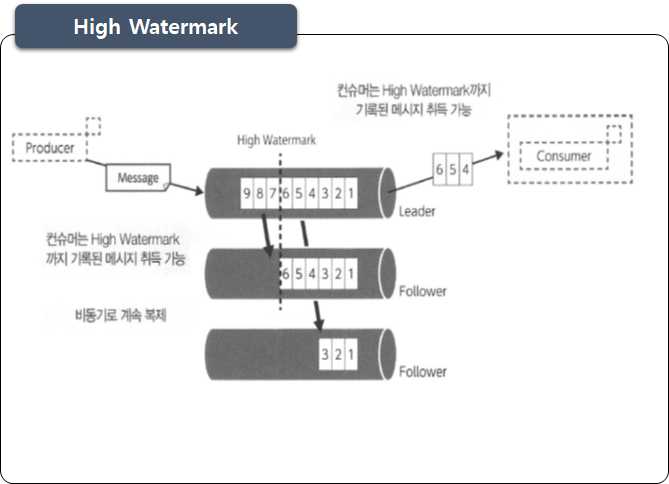 High Watermark
컨슈머는 High Watermark까지
기록된 메시지 취득 가능
Producer
High Watermark
Message
9 8 7 6 5 4 3 2 1
6 5 4
Consumer
Leader
컨슈머는 High Watermark
까지 기록된 메시지 취득 가능
6 5 4 3 2 1
Follower
비동기로 계속 복제
3 2 1
Follower